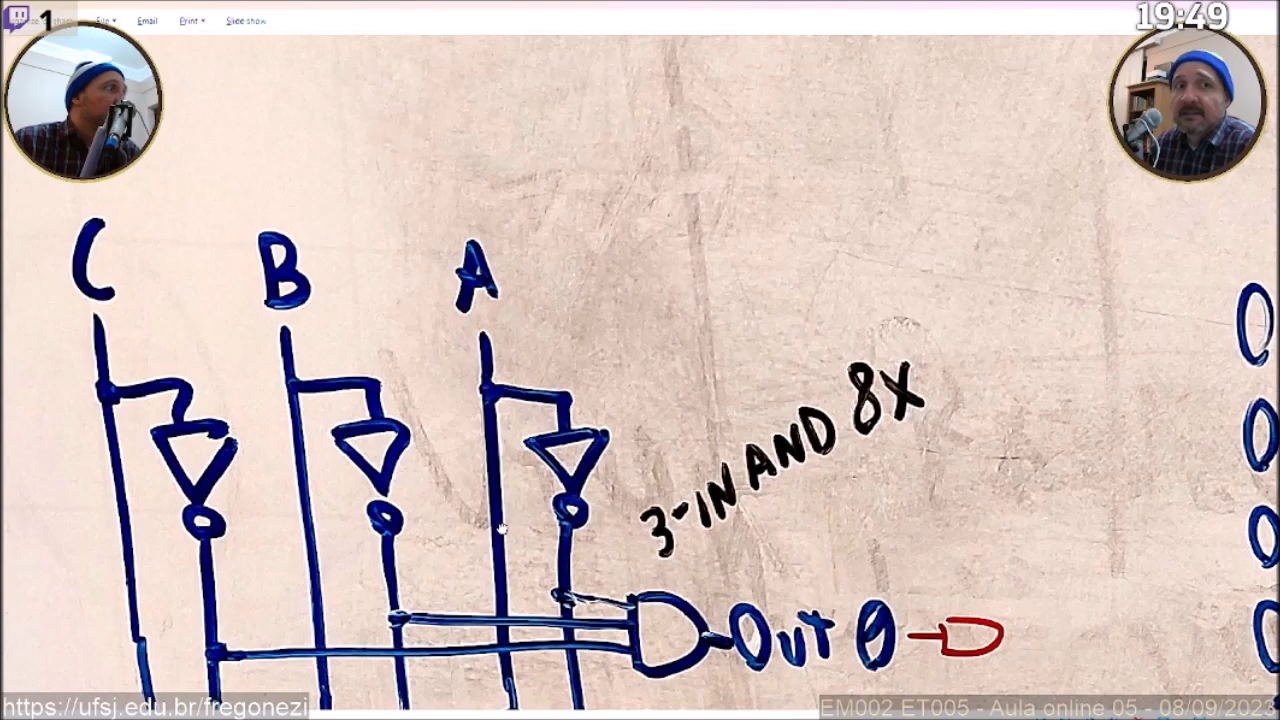 1
File ▾ Email Print ▾ Slide show
19:49
C B A
3-IN AND 8X
Out 0
0
0
0
https://ufsj.edu.br/fregonezi
EM002 ET005 - Aula online 05 - 08/09/2023